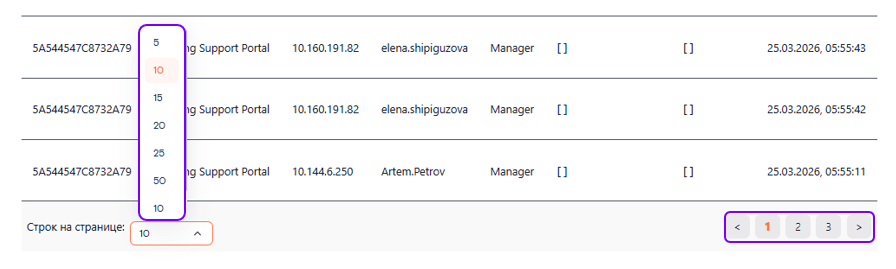 5A544547C8732A79 ng Support Portal 10.160.191.82 elena.shipiguzova Manager [ ] [ ] 25.03.2026, 05:55:43
5A544547C8732A79 ng Support Portal 10.160.191.82 elena.shipiguzova Manager [ ] [ ] 25.03.2026, 05:55:42
5A544547C8732A79 ng Support Portal 10.144.6.250 Artem.Petrov Manager [ ] [ ] 25.03.2026, 05:55:11
5
10
15
20
25
50
10
Строк на странице: 10
< 1 2 3 >